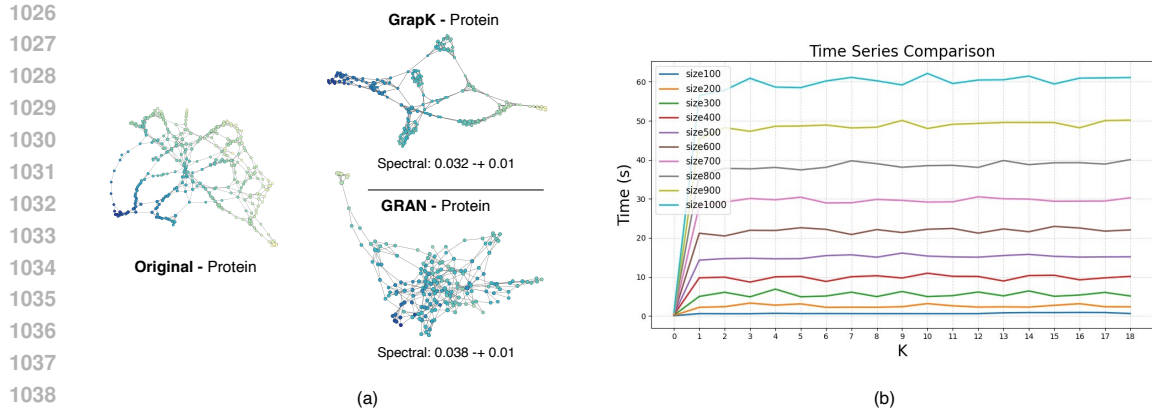 1026
1027
1028
1029
1030
1031
1032
1033
1034
1035
1036
1037
1038
GrapK - Protein
Spectral: 0.032 -+ 0.01
GRAN - Protein
Original - Protein
Spectral: 0.038 -+ 0.01
(a)
Time Series Comparison
size100
size200
size300
size400
size500
size600
size700
size800
size900
size1000
60
50
40
30
20
10
0
Time (s)
0 1 2 3 4 5 6 7 8 9 10 11 12 13 14 15 16 17 18
K
(b)